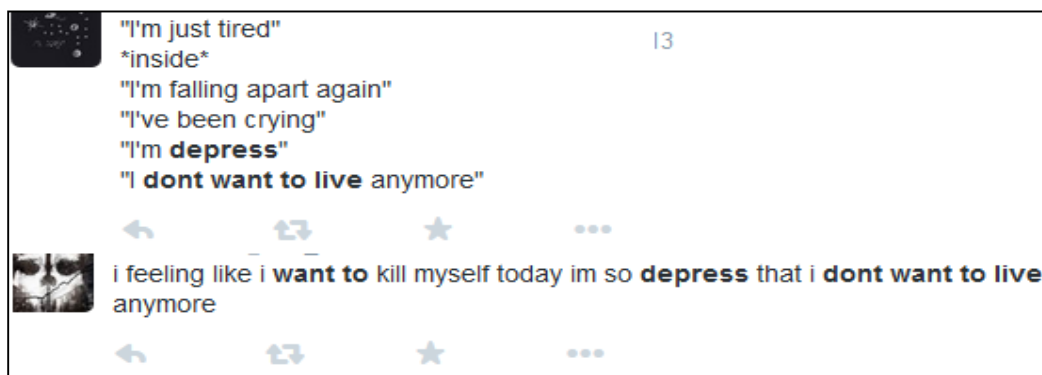 "I'm just tired"
13
*inside*
"I'm falling apart again"
"I've been crying"
"I'm depress"
"I dont want to live anymore"
i feeling like i want to kill myself today im so depress that i dont want to live
anymore